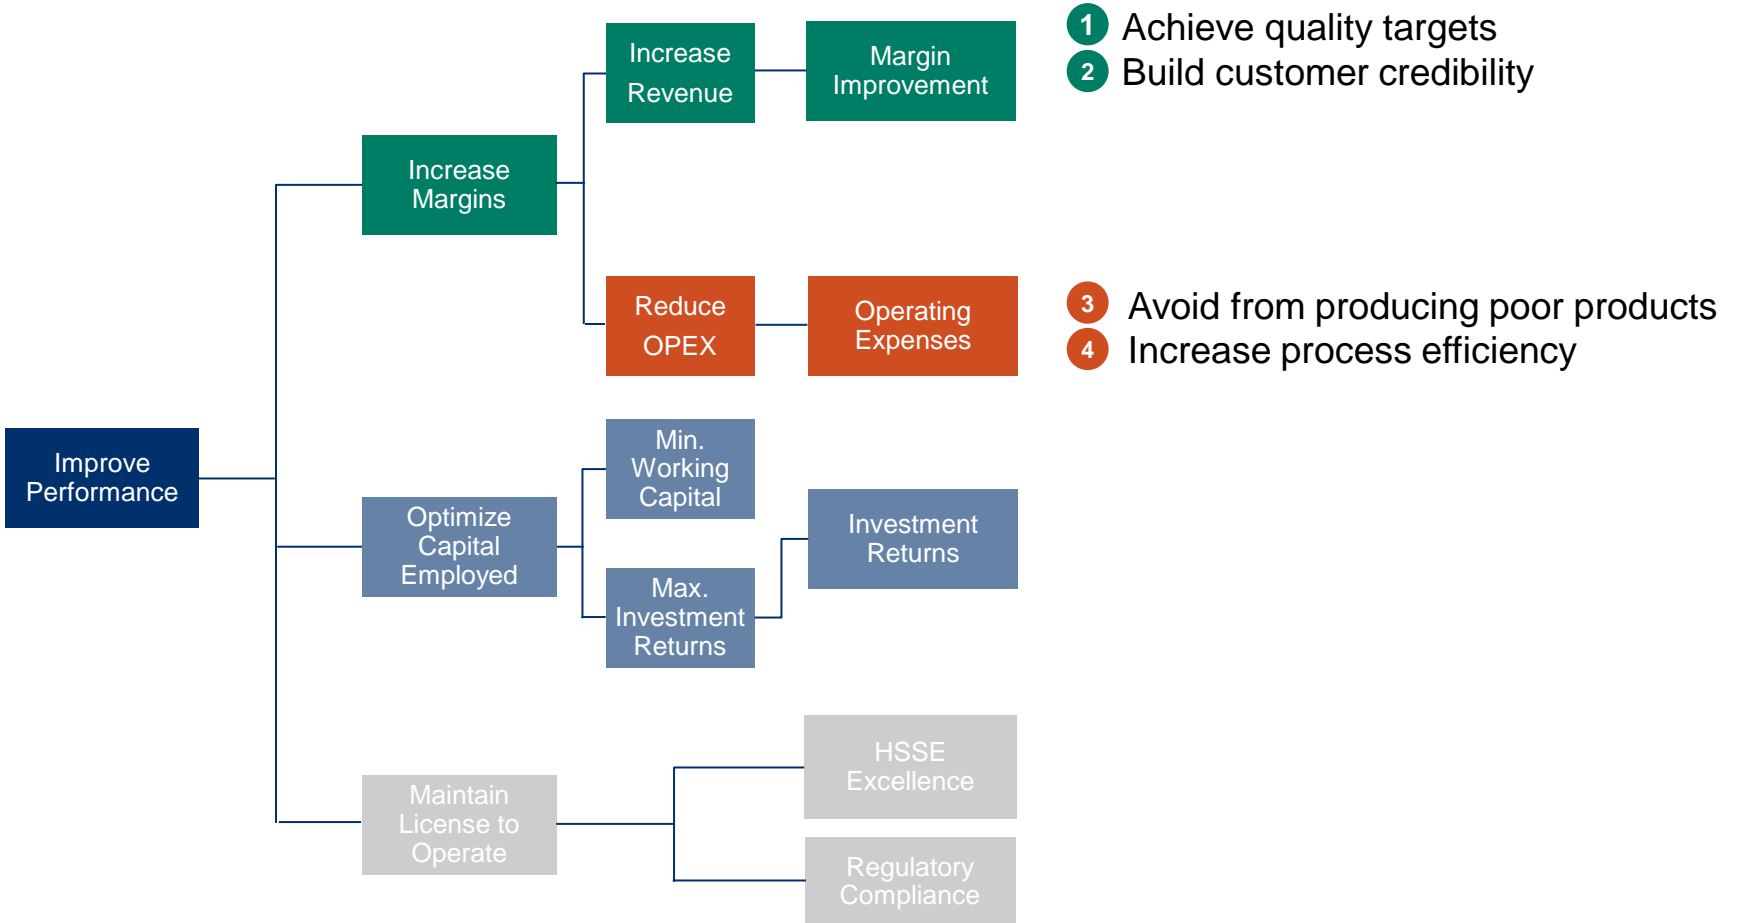 Increase
Revenue
Margin
Improvement
1 Achieve quality targets
2 Build customer credibility
Increase
Margins
Reduce
OPEX
Operating
Expenses
3 Avoid from producing poor products
4 Increase process efficiency
Improve
Performance
Min.
Working
Capital
Optimize
Capital
Employed
Investment
Returns
Max.
Investment
Returns
HSSE
Excellence
Maintain
License to
Operate
Regulatory
Compliance